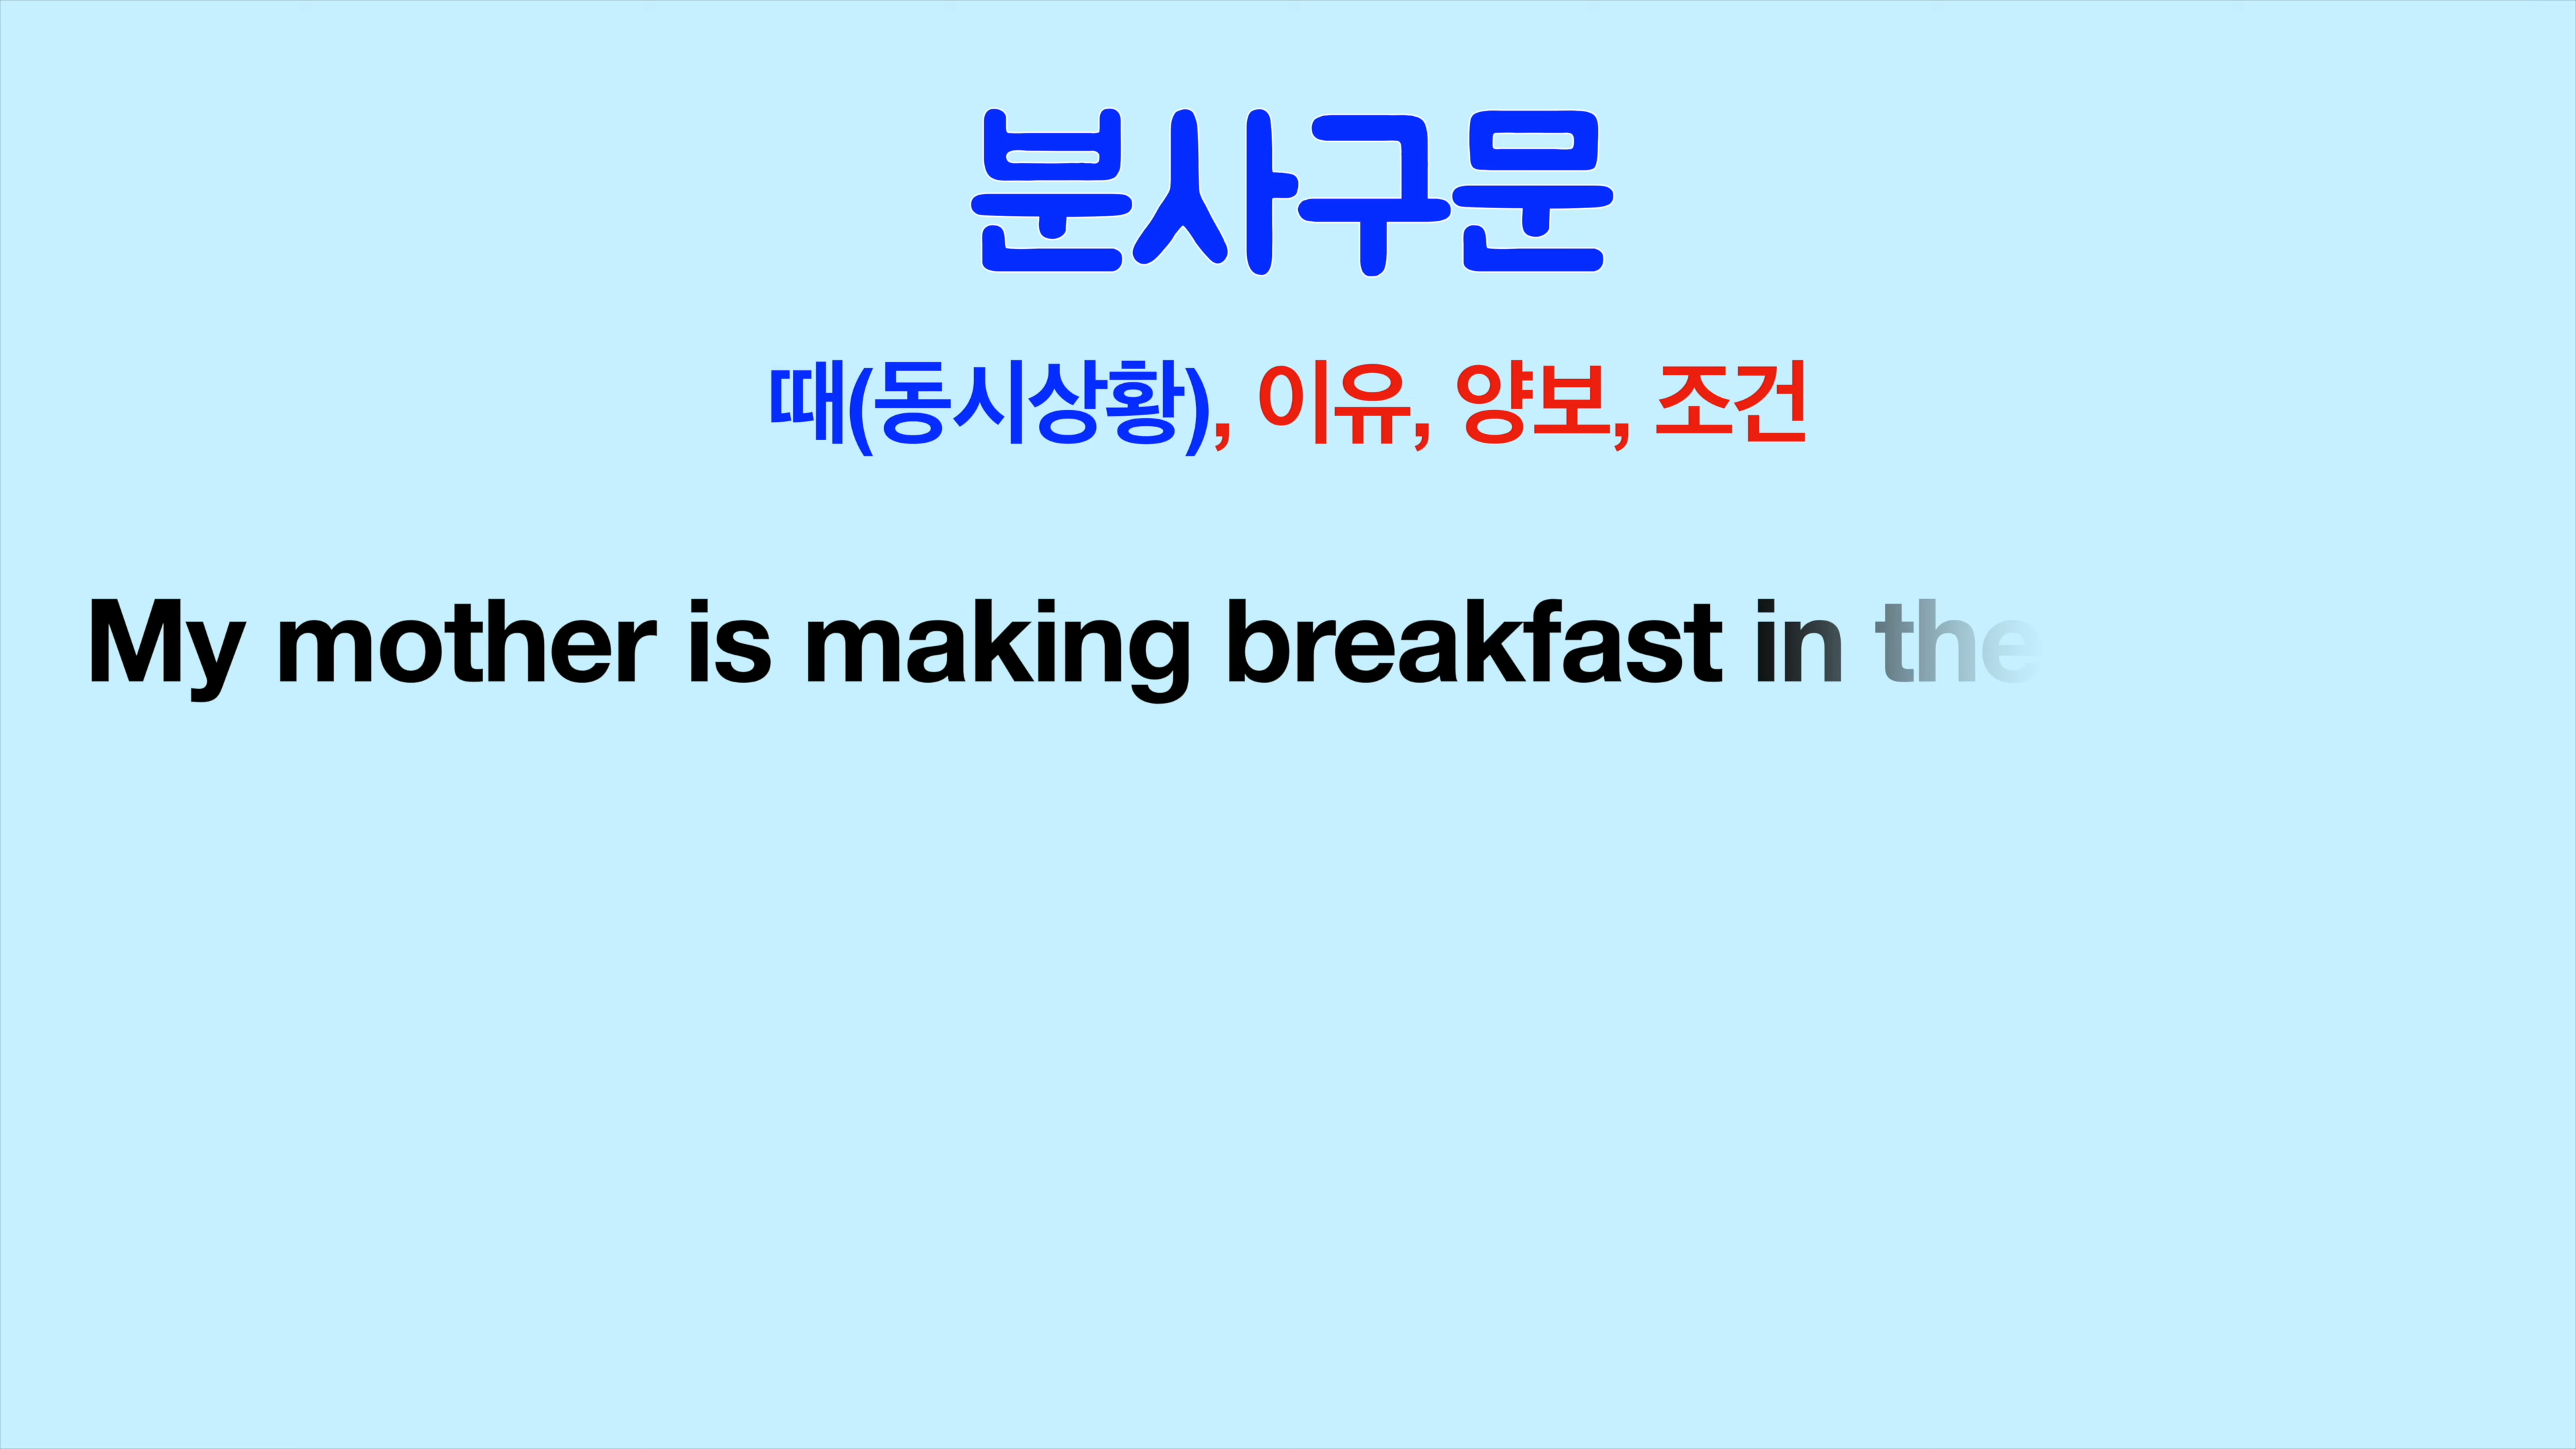 분사구문
때(동시상황), 이유, 양보, 조건
My mother is making breakfast in the